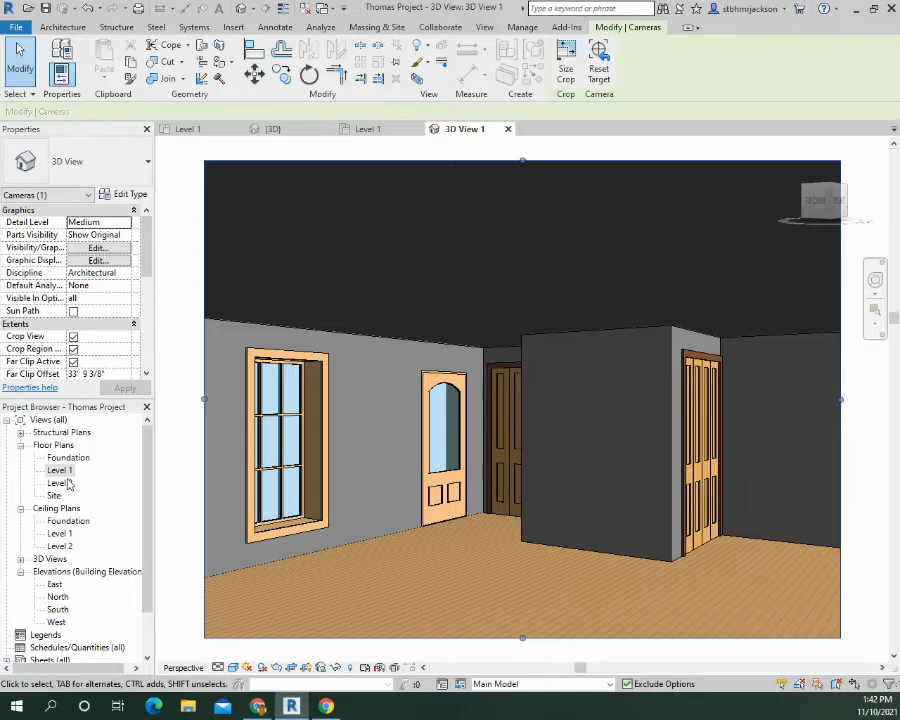 Thomas Project - 3D View: 3D View 1
Type a keyword or phrase
stbhmrjackson
File
Architecture
Structure
Steel
Systems
Insert
Annotate
Analyze
Massing & Site
Collaborate
View
Manage
Add-Ins
Modify | Cameras
Modify
Properties
Paste
Cope
Cut
Join
Size Crop
Reset Target
Select
Properties
Clipboard
Geometry
Modify
View
Measure
Create
Crop
Camera
Modify | Cameras
Properties
Level 1
{3D}
Level 1
3D View 1
3D View
Cameras (1)
Edit Type
Graphics
Detail Level
Medium
Parts Visibility
Show Original
Visibility/Grap...
Edit...
Graphic Displ...
Edit...
Discipline
Architectural
Default Analy...
None
Visible In Opti...
all
Sun Path
Extents
Crop View
Crop Region ...
Far Clip Active
Far Clip Offset
33' 9 3/8"
Properties help
Apply
Project Browser - Thomas Project
Views (all)
Structural Plans
Floor Plans
Foundation
Level 1
Level
Site
Ceiling Plans
Foundation
Level 1
Level 2
3D Views
Elevations (Building Elevation
East
North
South
West
Legends
Schedules/Quantities (all)
Sheets (all)
FRONT
Perspective
Click to select, TAB for alternates, CTRL adds, SHIFT unselects.
:0
Main Model
Exclude Options
1:42 PM
11/10/2021